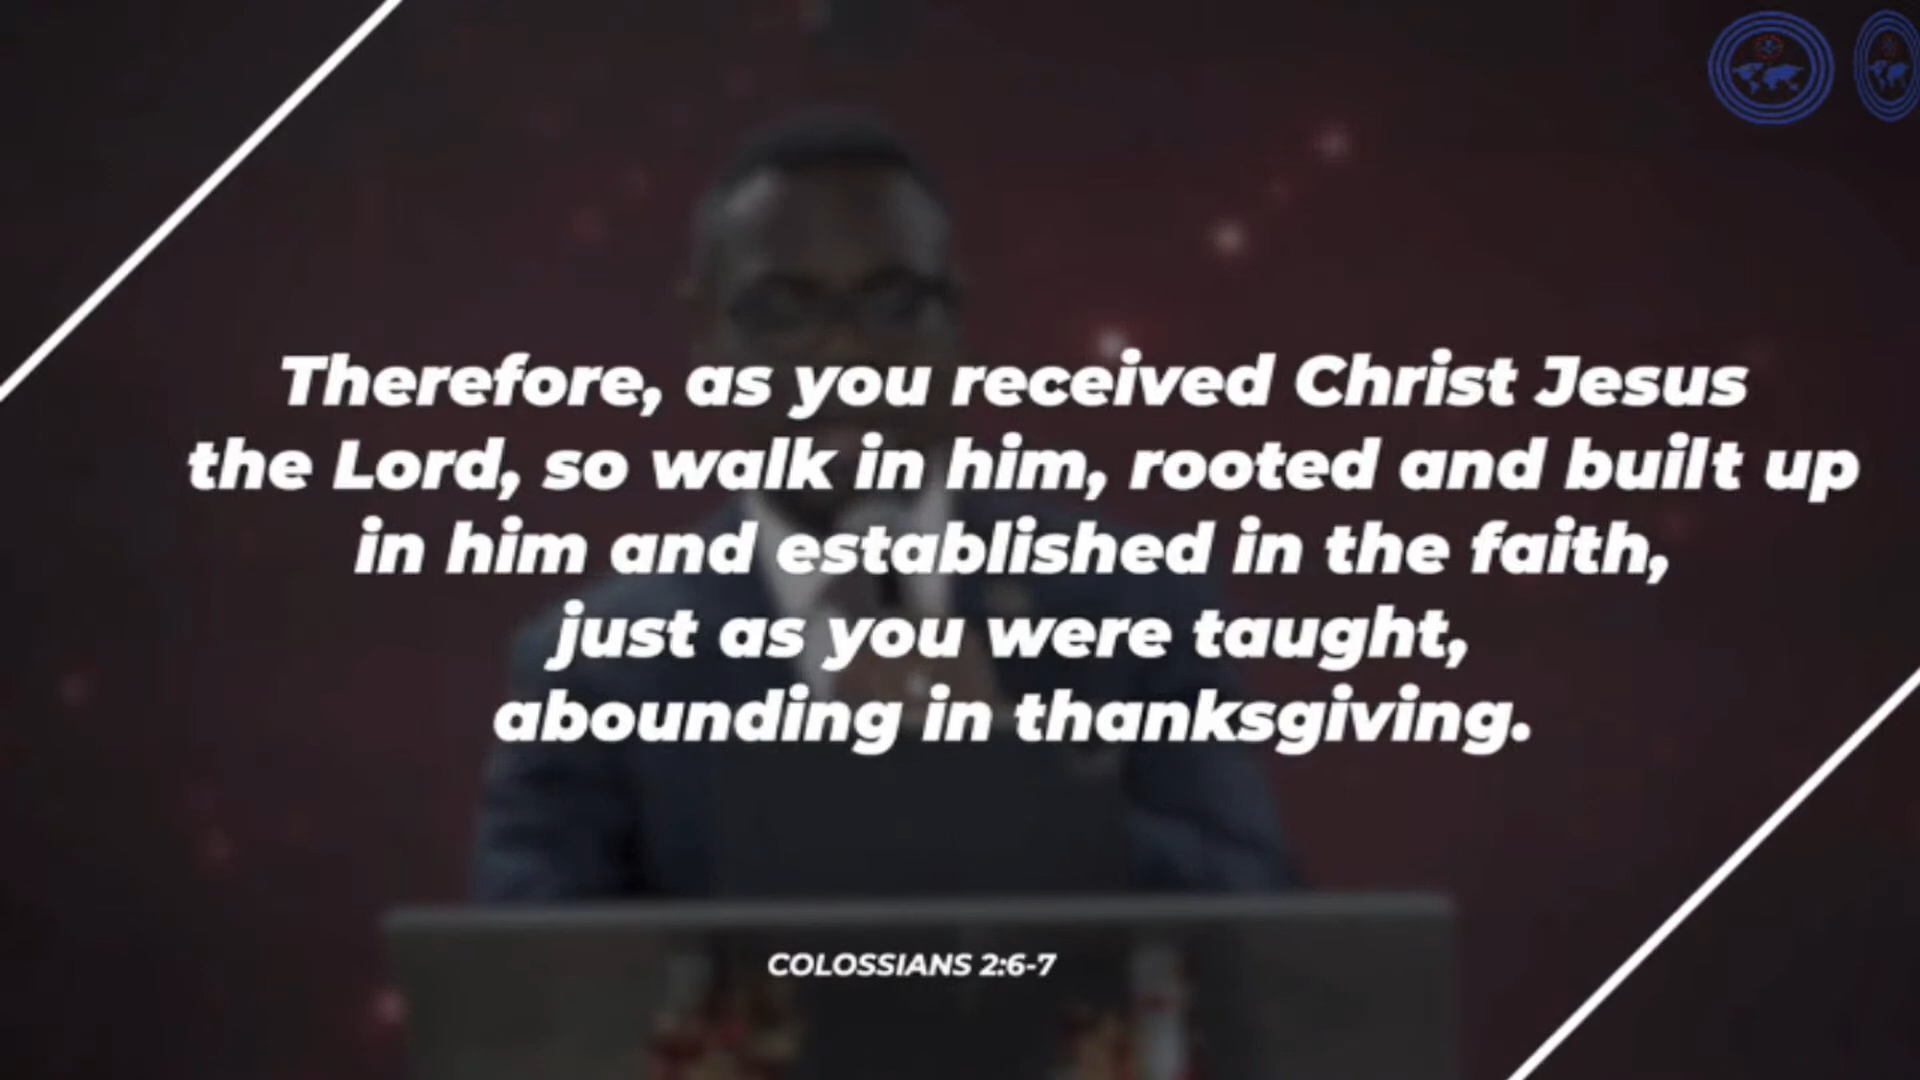 Therefore, as you received Christ Jesus
the Lord, so walk in him, rooted and built up
in him and established in the faith,
just as you were taught,
abounding in thanksgiving.
COLOSSIANS 2:6-7